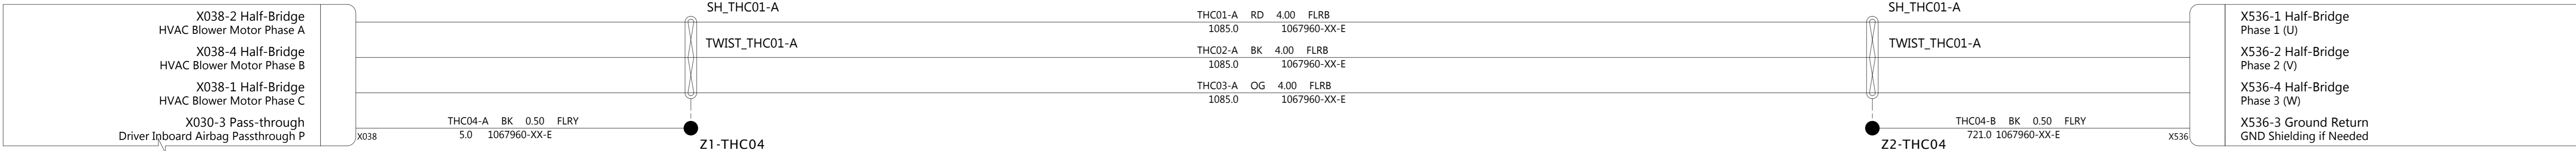 X038-2 Half-Bridge
HVAC Blower Motor Phase A
X038-4 Half-Bridge
HVAC Blower Motor Phase B
X038-1 Half-Bridge
HVAC Blower Motor Phase C
X030-3 Pass-through
Driver Inboard Airbag Passthrough P
X038
THC04-A BK 0.50 FLRY
5.0 1067960-XX-E
SH_THC01-A
TWIST_THC01-A
Z1-THC04
THC01-A RD 4.00 FLRB
1085.0 1067960-XX-E
THC02-A BK 4.00 FLRB
1085.0 1067960-XX-E
THC03-A OG 4.00 FLRB
1085.0 1067960-XX-E
SH_THC01-A
TWIST_THC01-A
Z2-THC04
THC04-B BK 0.50 FLRY
721.0 1067960-XX-E
X536
X536-1 Half-Bridge
Phase 1 (U)
X536-2 Half-Bridge
Phase 2 (V)
X536-4 Half-Bridge
Phase 3 (W)
X536-3 Ground Return
GND Shielding if Needed